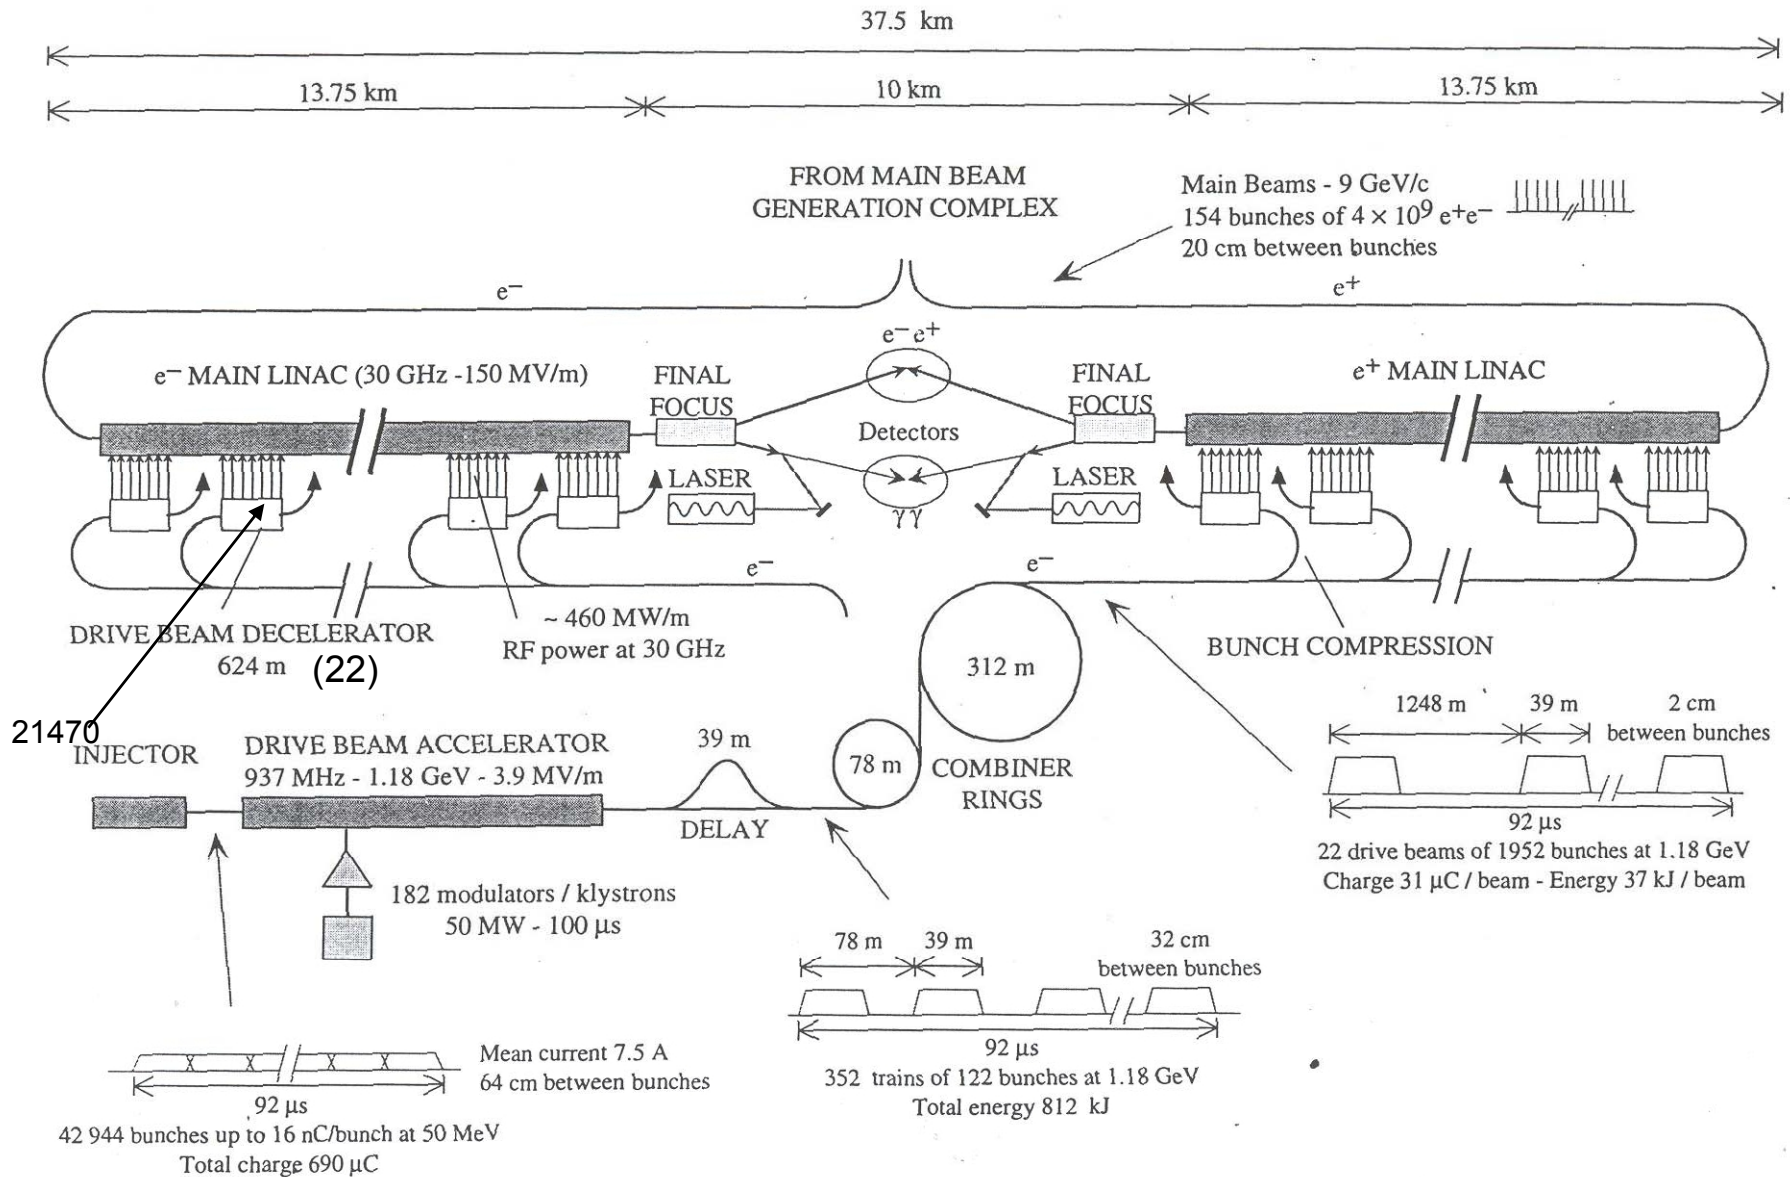 37.5 km
13.75 km
10 km
13.75 km
FROM MAIN BEAM
GENERATION COMPLEX
Main Beams - 9 GeV/c
154 bunches of 4 × 10⁹ e⁺e⁻
20 cm between bunches
e⁻
e⁺
e⁻ e⁺
e⁻ MAIN LINAC (30 GHz -150 MV/m)
FINAL
FOCUS
FINAL
FOCUS
e⁺ MAIN LINAC
Detectors
LASER
LASER
γ γ
e⁻
e⁻
DRIVE BEAM DECELERATOR
624 m
(22)
~ 460 MW/m
RF power at 30 GHz
312 m
BUNCH COMPRESSION
21470
INJECTOR
DRIVE BEAM ACCELERATOR
937 MHz - 1.18 GeV - 3.9 MV/m
39 m
DELAY
78 m
COMBINER
RINGS
182 modulators / klystrons
50 MW - 100 µs
1248 m
39 m
2 cm
between bunches
92 µs
22 drive beams of 1952 bunches at 1.18 GeV
Charge 31 µC / beam - Energy 37 kJ / beam
78 m
39 m
32 cm
between bunches
92 µs
352 trains of 122 bunches at 1.18 GeV
Total energy 812 kJ
Mean current 7.5 A
64 cm between bunches
92 µs
42 944 bunches up to 16 nC/bunch at 50 MeV
Total charge 690 µC